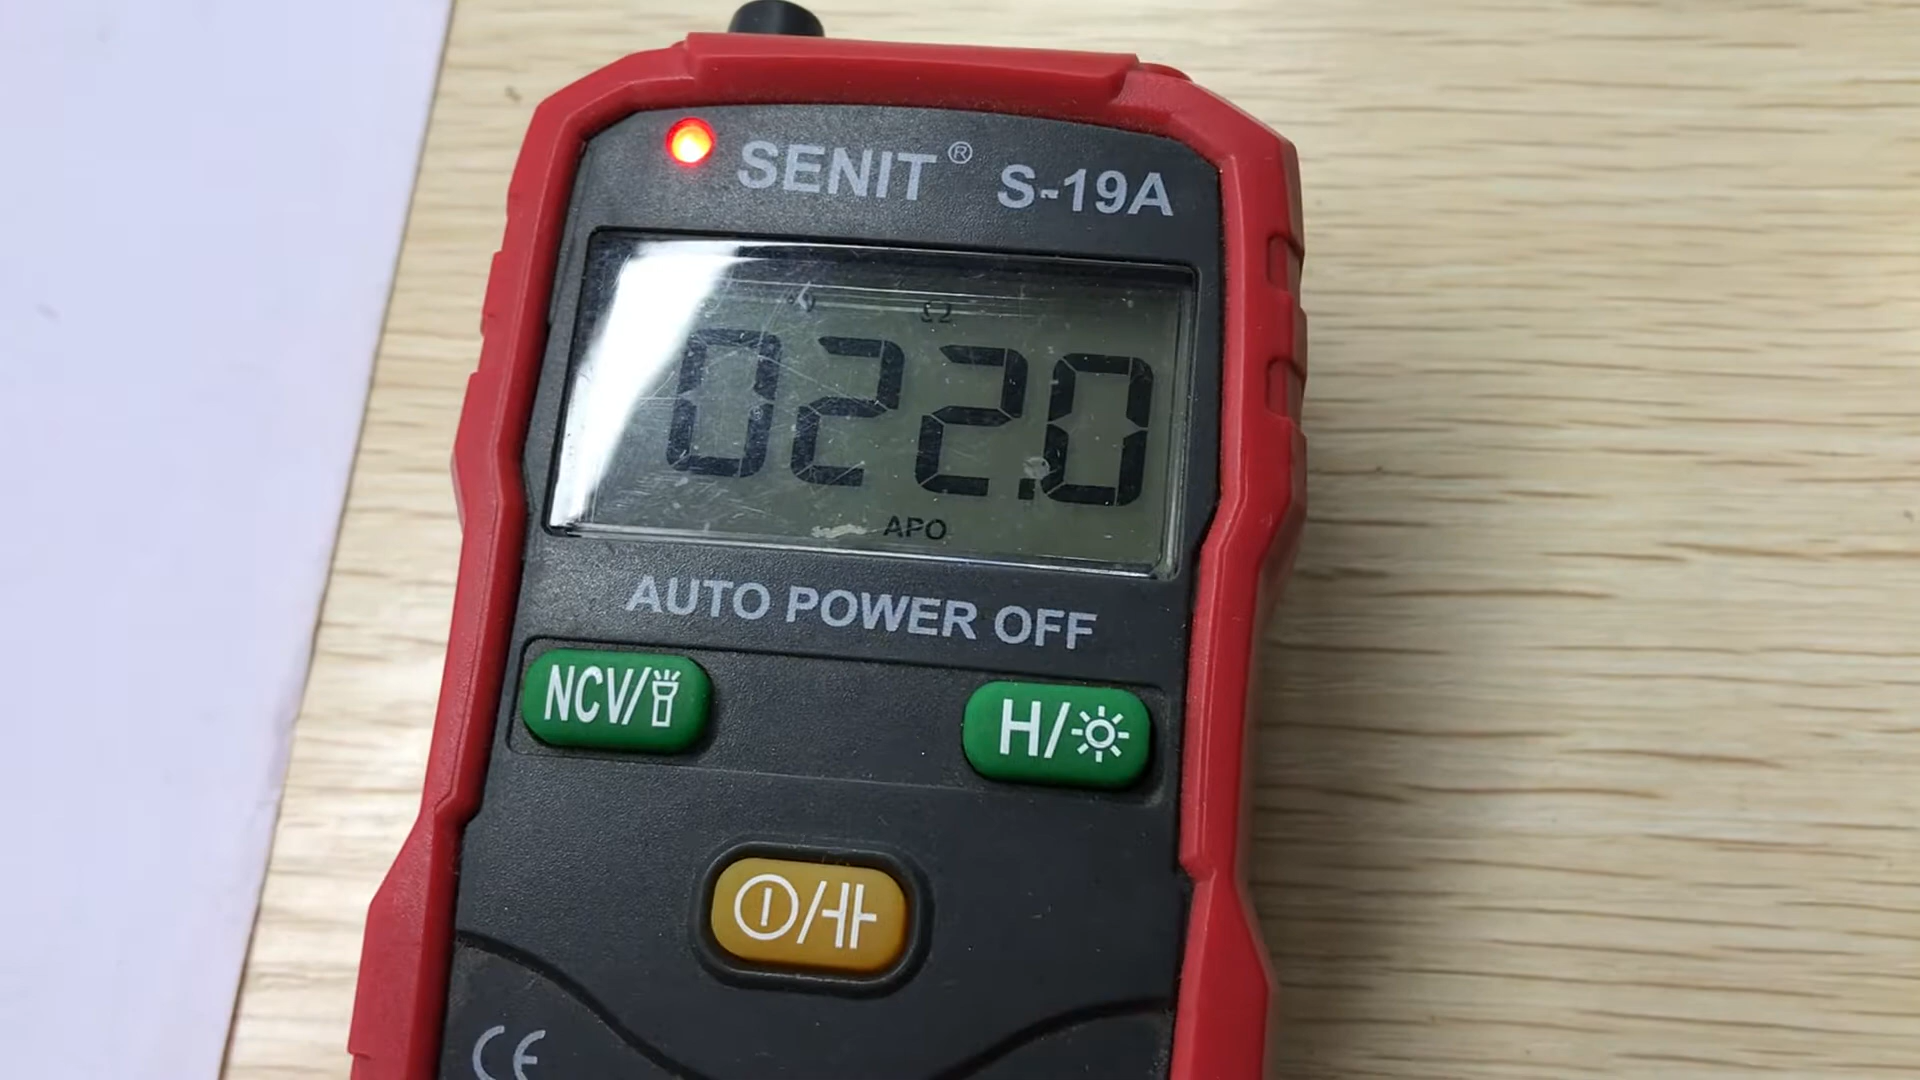 SENIT® S-19A
Ω
022.0
APO
AUTO POWER OFF
NCV/
H/
CE